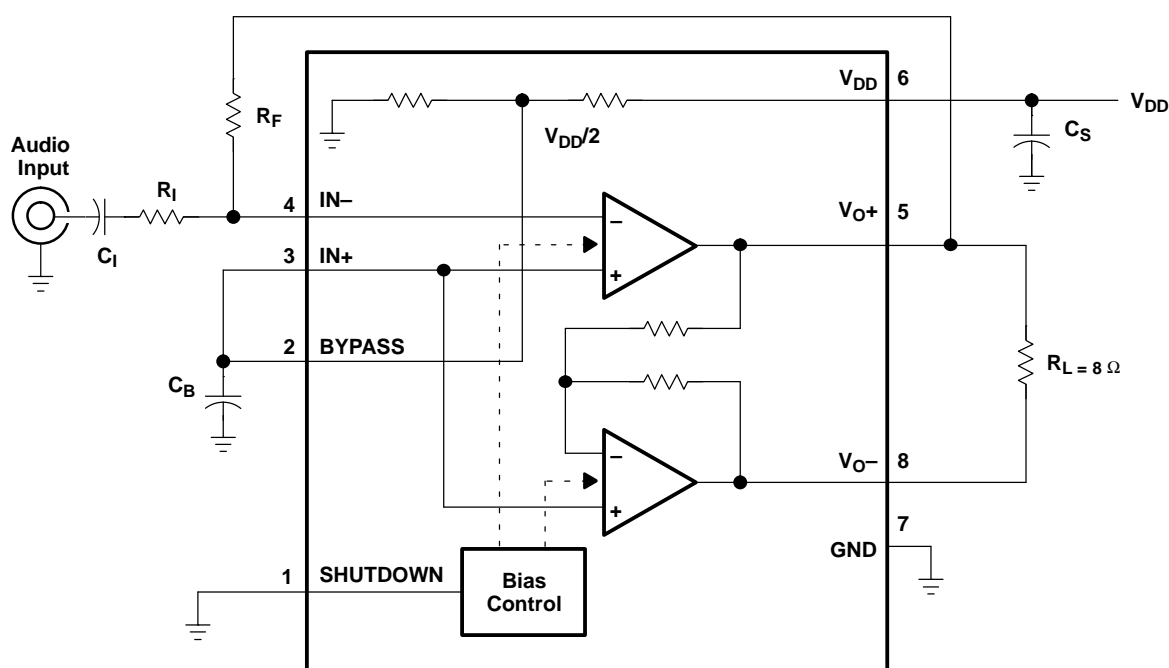 V_DD 6
V_DD
R_F
V_DD/2
C_S
Audio
Input
R_I
C_I
4 IN–
V_O+ 5
–
+
3 IN+
2 BYPASS
C_B
R_L = 8 Ω
–
+
V_O– 8
7
GND
1 SHUTDOWN
Bias
Control